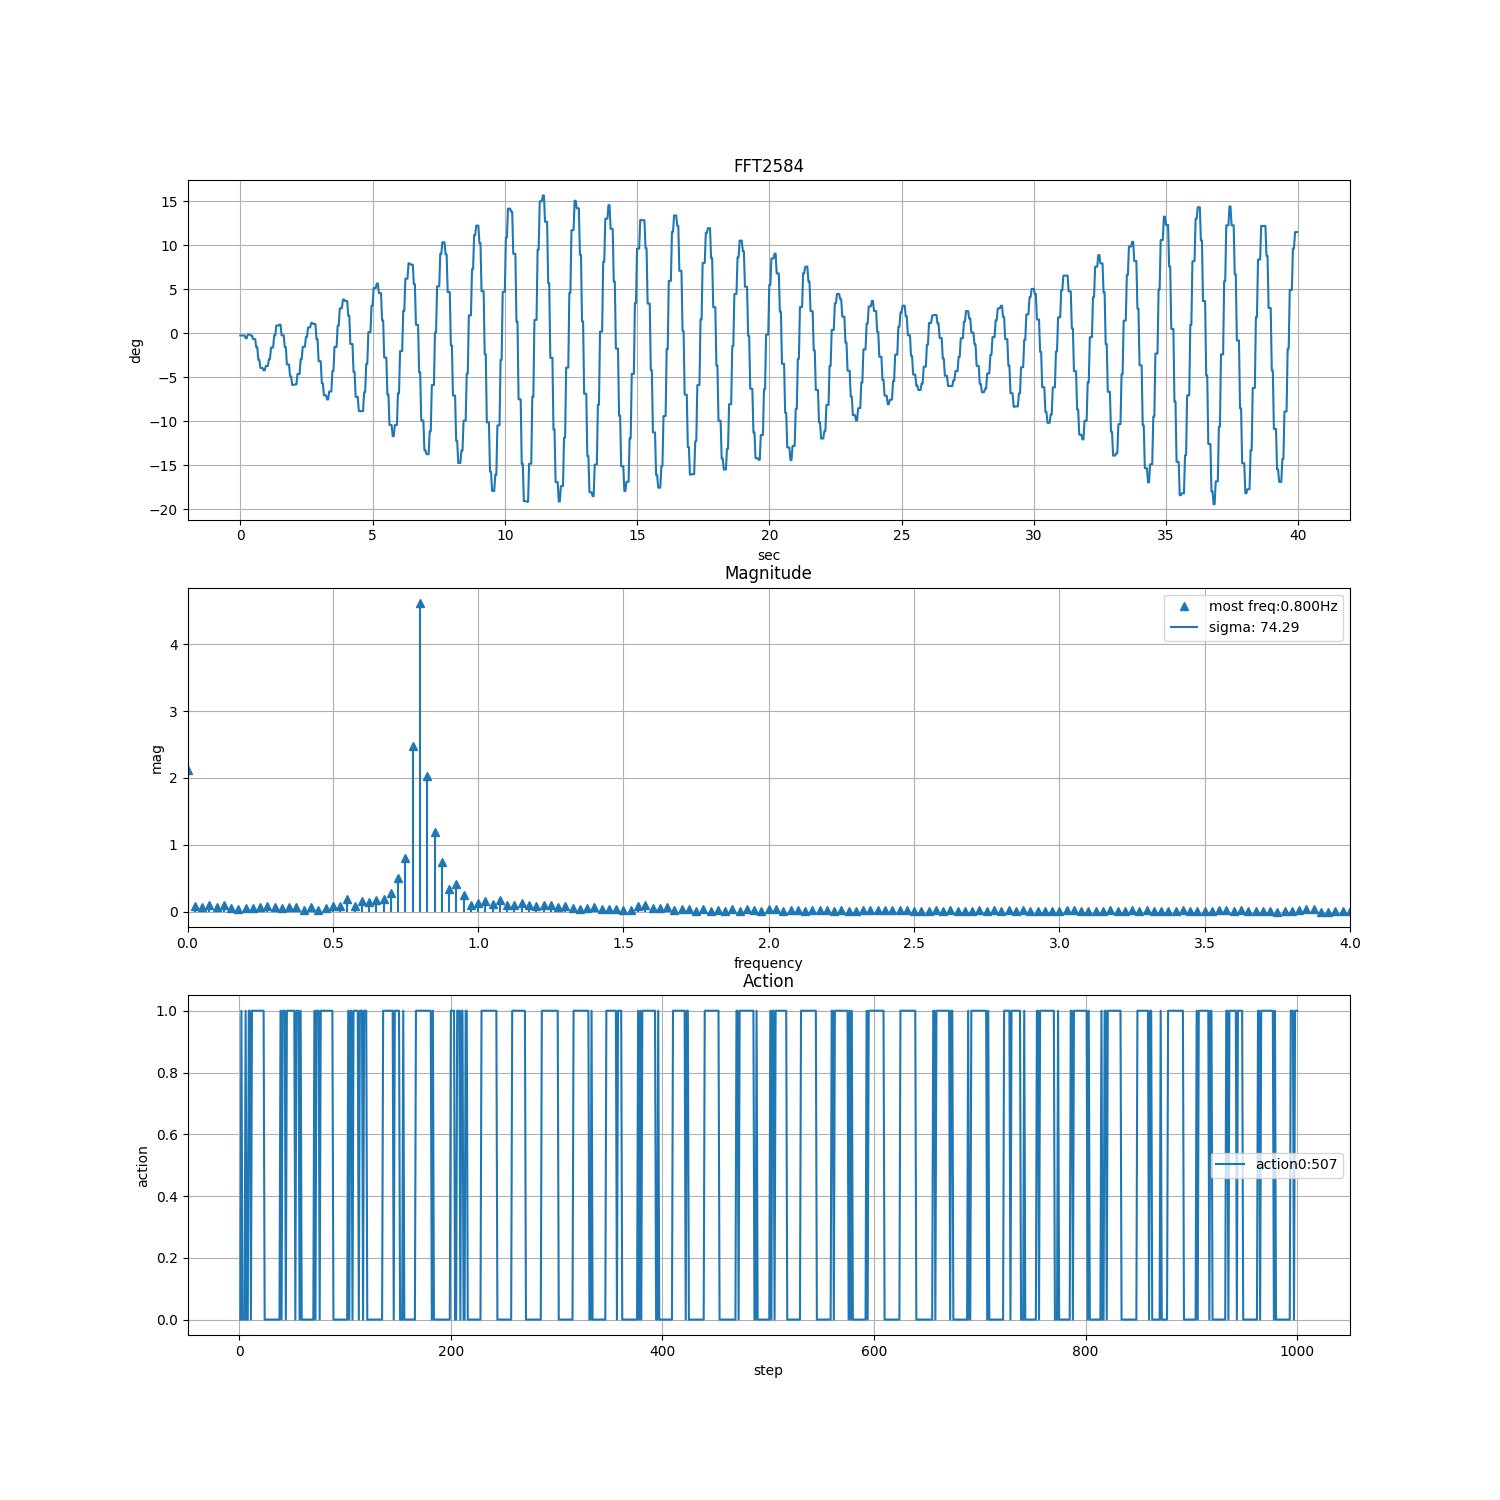 FFT2584
15
10
5
0
−5
−10
−15
−20
deg
0 5 10 15 20 25 30 35 40
sec
Magnitude
most freq:0.800Hz
sigma: 74.29
4
3
2
1
0
mag
0.0 0.5 1.0 1.5 2.0 2.5 3.0 3.5 4.0
frequency
Action
1.0
0.8
0.6
0.4
0.2
0.0
action
action0:507
0 200 400 600 800 1000
step